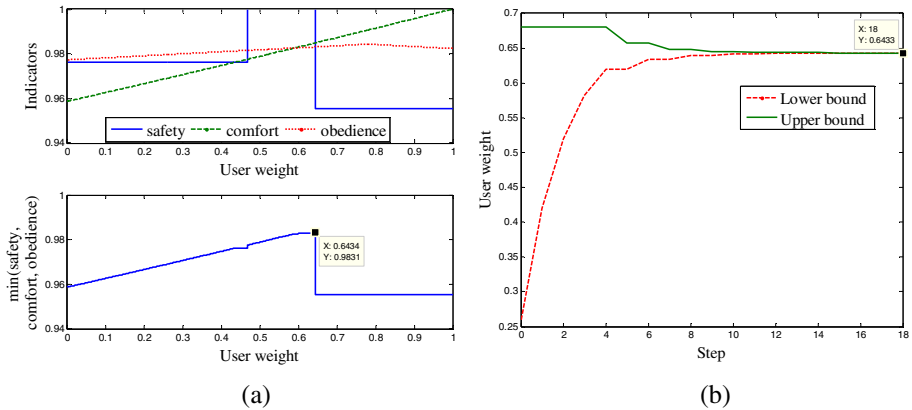 1
0.98
0.96
0.94
Indicators
safety comfort obedience
0 0.1 0.2 0.3 0.4 0.5 0.6 0.7 0.8 0.9 1
User weight
1
0.98
0.96
0.94
min(safety,
comfort, obedience)
X: 0.6434
Y: 0.9831
0 0.1 0.2 0.3 0.4 0.5 0.6 0.7 0.8 0.9 1
User weight
(a)
0.7
0.65
0.6
0.55
0.5
0.45
0.4
0.35
0.3
0.25
User weight
X: 18
Y: 0.6433
Lower bound
Upper bound
0 2 4 6 8 10 12 14 16 18
Step
(b)